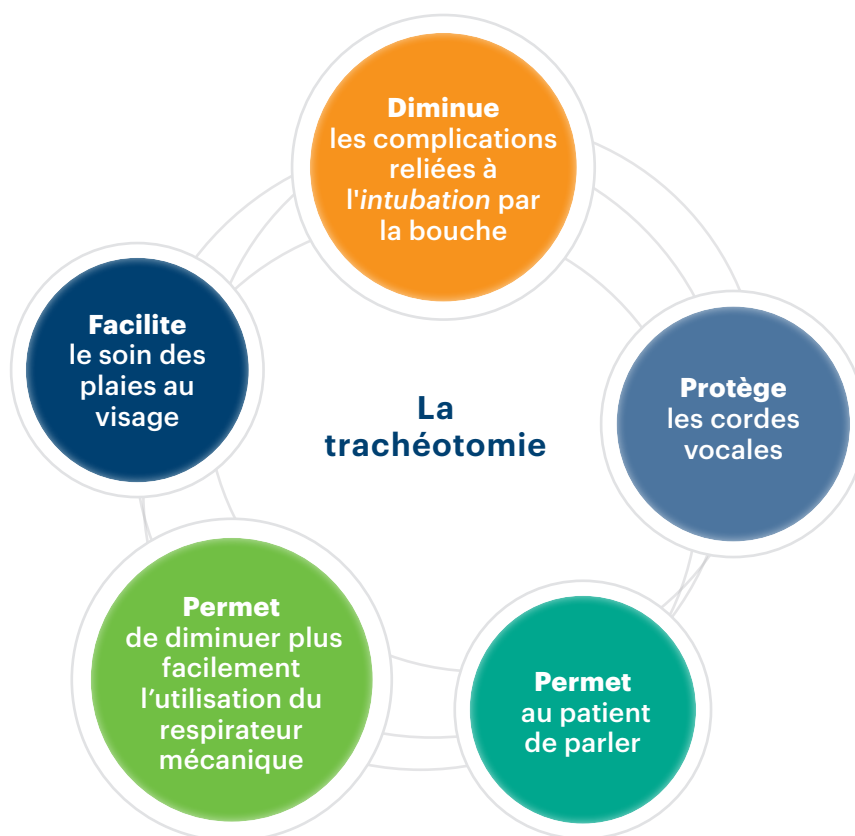 Diminue
les complications
reliées à
l'intubation par
la bouche
Facilite
le soin des
plaies au
visage
La
trachéotomie
Protège
les cordes
vocales
Permet
de diminuer plus
facilement
l’utilisation du
respirateur
mécanique
Permet
au patient
de parler